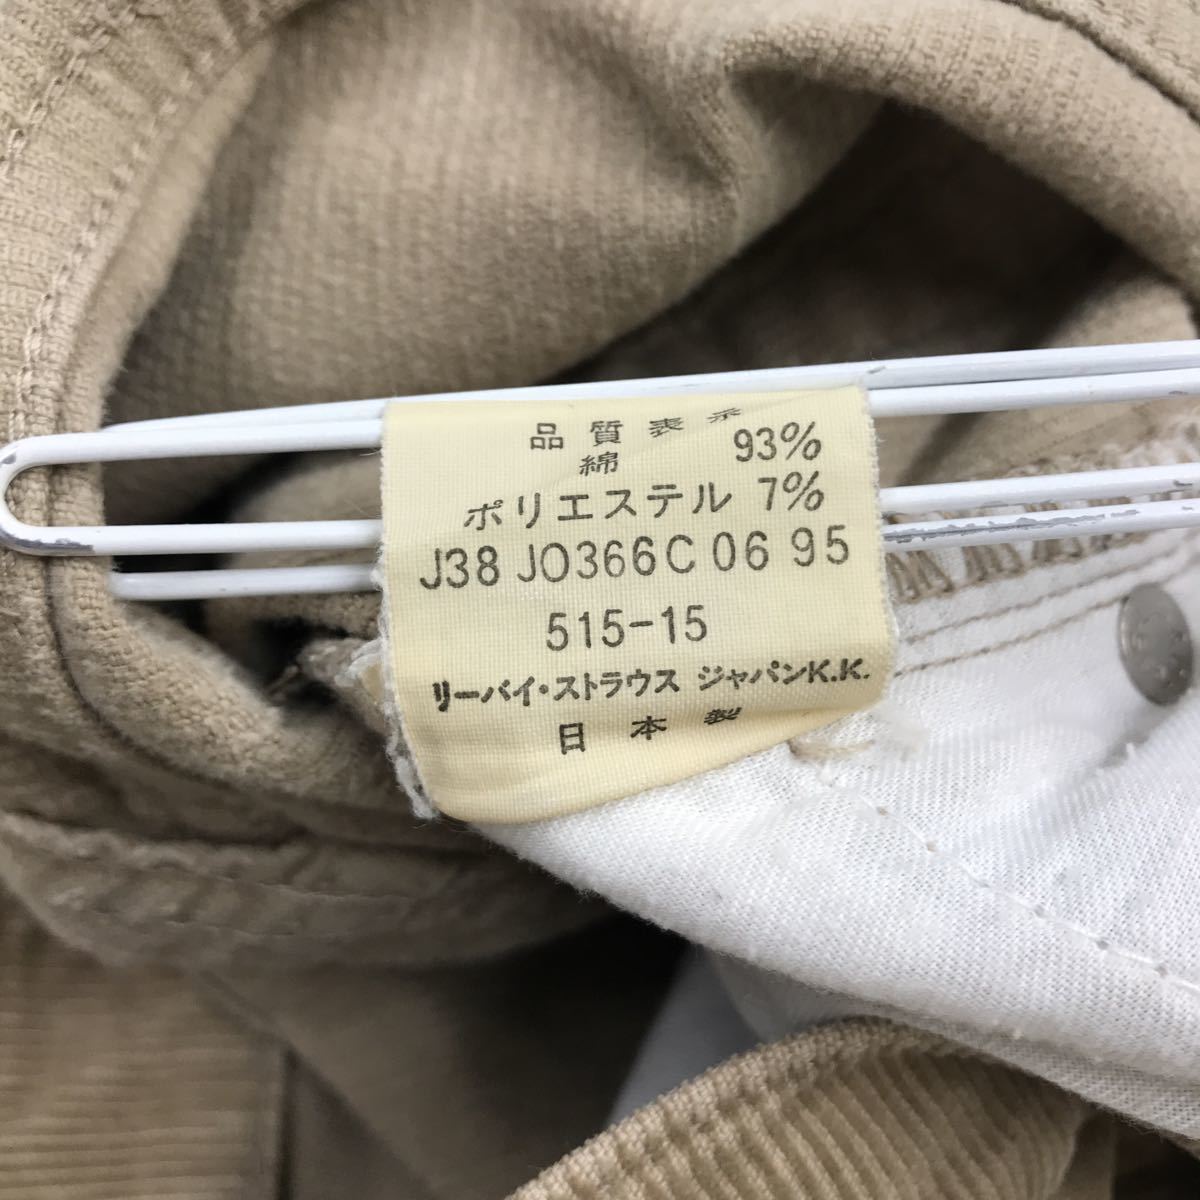 品質表示
綿 93%
ポリエステル 7%
J38 JO366C 06 95
515-15
リーバイ・ストラウス ジャパンK.K.
日本製